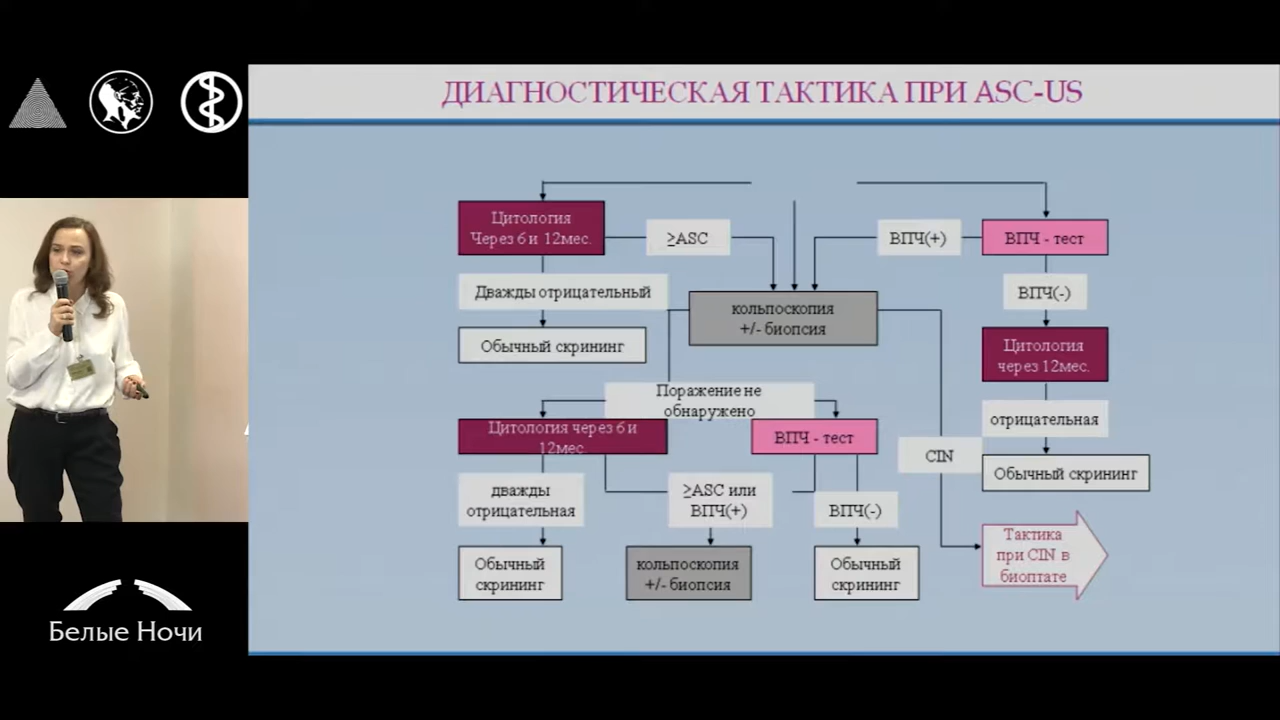 ДИАГНОСТИЧЕСКАЯ ТАКТИКА ПРИ ASC-US
Цитология
Через 6 и 12мес.
≥ASC
ВПЧ(+)
ВПЧ - тест
Дважды отрицательный
кольпоскопия
+/- биопсия
ВПЧ(-)
Обычный скрининг
Цитология
через 12мес.
Поражение не
обнаружено
отрицательная
Цитология через 6 и
12мес
ВПЧ - тест
CIN
Обычный скрининг
дважды
отрицательная
≥ASC или
ВПЧ(+)
ВПЧ(-)
Тактика
при CIN в
биоптате
Обычный
скрининг
кольпоскопия
+/- биопсия
Обычный
скрининг
Белые Ночи